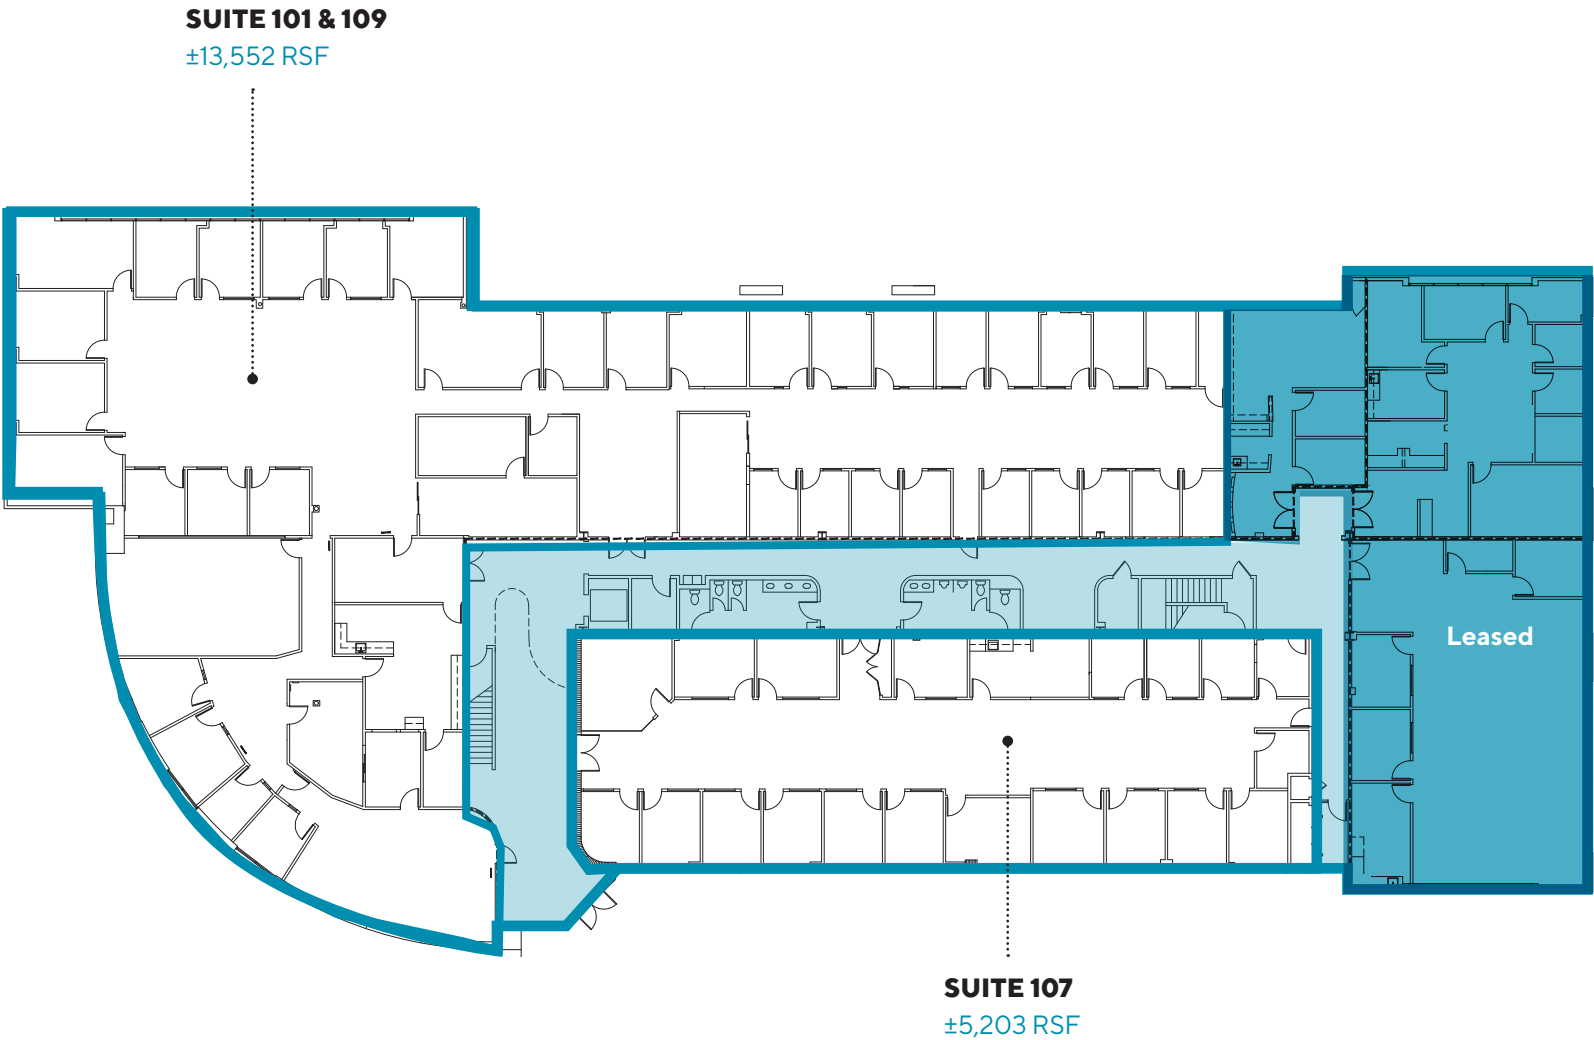 SUITE 101 & 109
±13,552 RSF
Leased
SUITE 107
±5,203 RSF